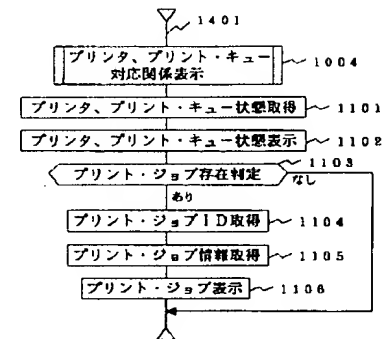 1401
プリンタ、プリント・キュー
対応関係表示
1004
プリンタ、プリント・キュー状態取得
1101
プリンタ、プリント・キュー状態表示
1102
1103
プリント・ジョブ存在判定
なし
あり
プリント・ジョブID取得
1104
プリント・ジョブ情報取得
1105
プリント・ジョブ表示
1106